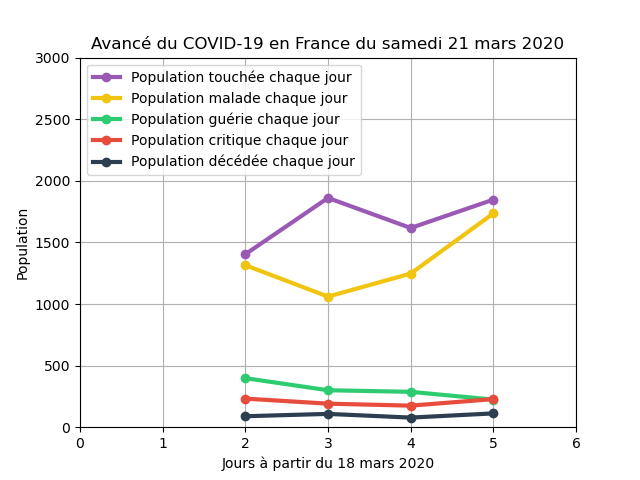 Avancé du COVID-19 en France du samedi 21 mars 2020
3000
2500
2000
1500
1000
500
0
Population
Population touchée chaque jour
Population malade chaque jour
Population guérie chaque jour
Population critique chaque jour
Population décédée chaque jour
0 1 2 3 4 5 6
Jours à partir du 18 mars 2020